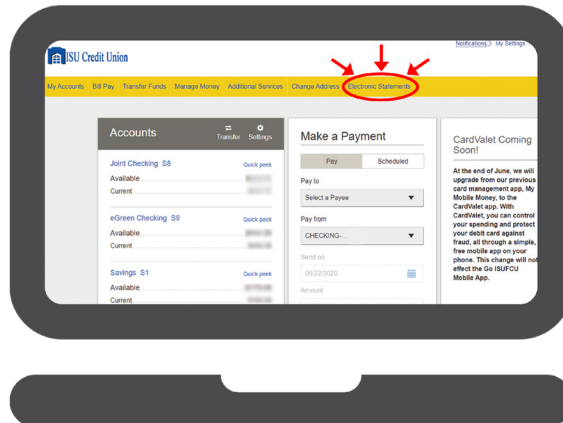 Notifications My Settings
ISU Credit Union
My Accounts Bill Pay Transfer Funds Manage Money Additional Services Change Address Electronic Statements
Accounts
Transfer Settings
Joint Checking S8 Quick peek
Available
Current
eGreen Checking S9 Quick peek
Available
Current
Savings S1 Quick peek
Available
Current
Make a Payment
Pay Scheduled
Pay to
Select a Payee
Pay from
CHECKING-...
Send on
06/22/2020
Amount
CardValet Coming
Soon!
At the end of June, we will
upgrade from our previous
card management app, My
Mobile Money, to the
CardValet app. With
CardValet, you can control
your spending and protect
your debit card against
fraud, all through a simple,
free mobile app on your
phone. This change will not
effect the Go ISUFCU
Mobile App.